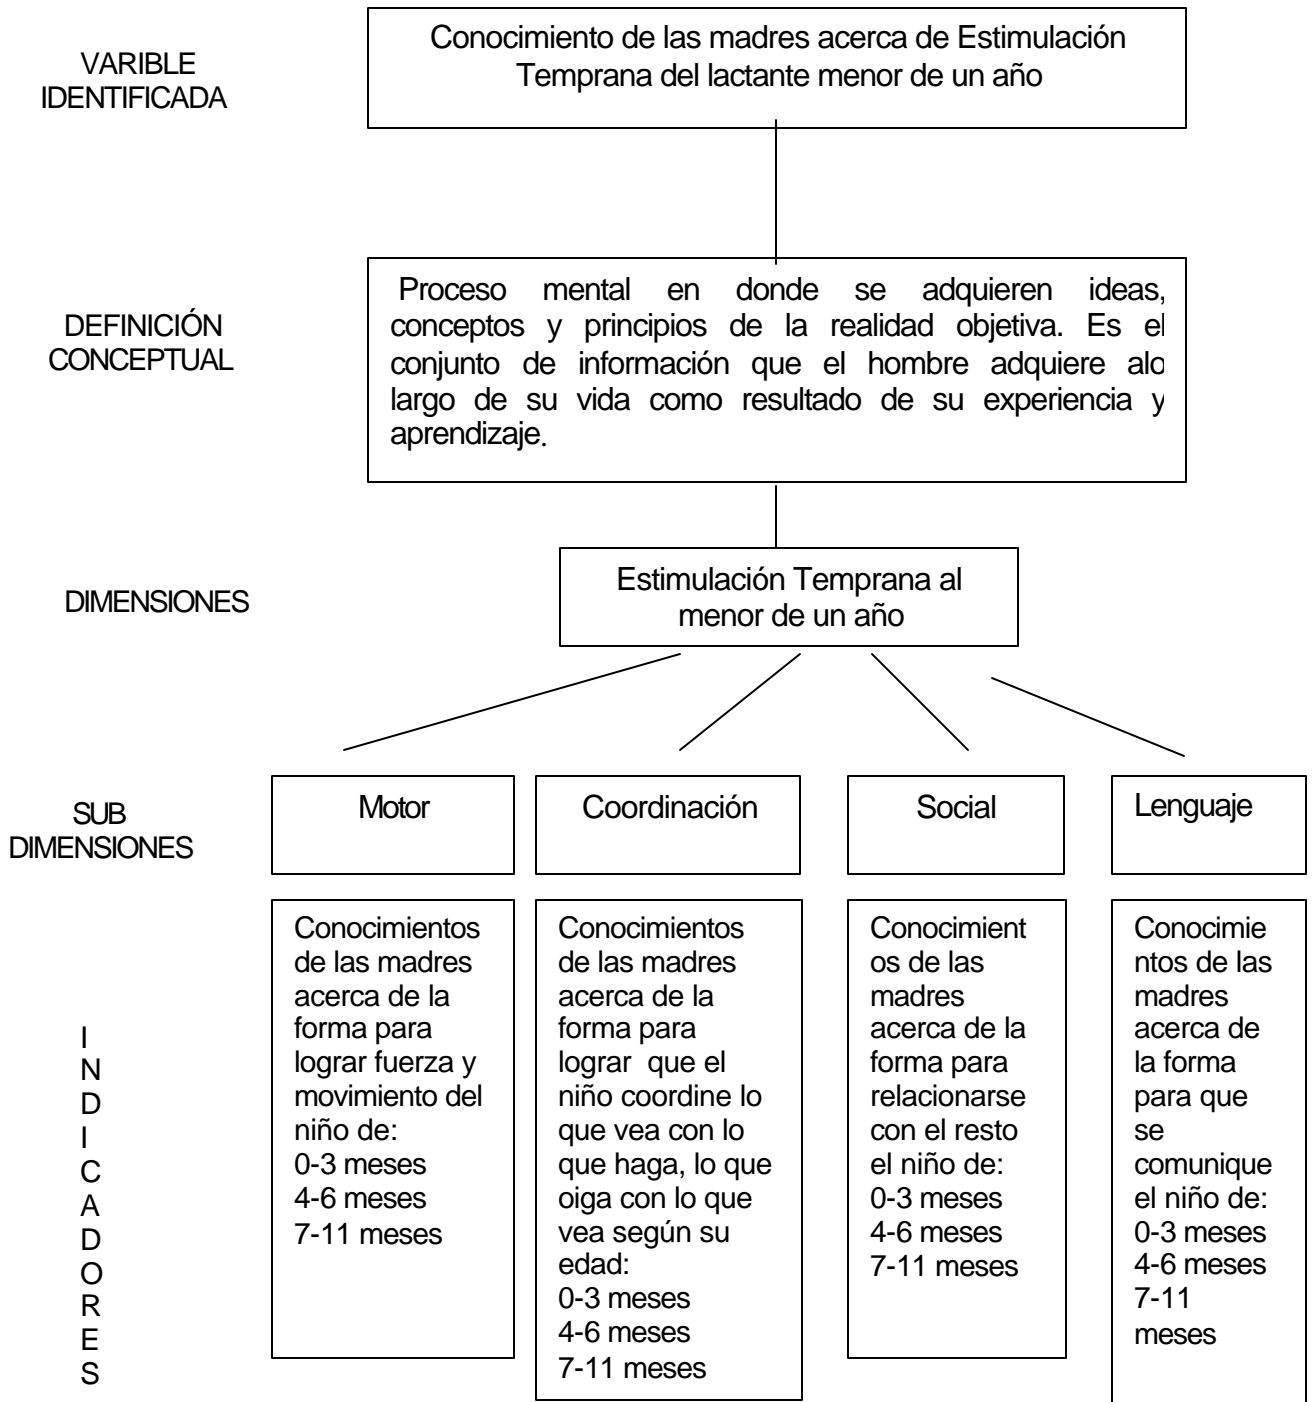 VARIBLE
IDENTIFICADA
Conocimiento de las madres acerca de Estimulación
Temprana del lactante menor de un año
DEFINICIÓN
CONCEPTUAL
Proceso mental en donde se adquieren ideas,
conceptos y principios de la realidad objetiva. Es el
conjunto de información que el hombre adquiere alo
largo de su vida como resultado de su experiencia y
aprendizaje.
DIMENSIONES
Estimulación Temprana al
menor de un año
SUB
DIMENSIONES
Motor
Coordinación
Social
Lenguaje
I
N
D
I
C
A
D
O
R
E
S
Conocimientos
de las madres
acerca de la
forma para
lograr fuerza y
movimiento del
niño de:
0-3 meses
4-6 meses
7-11 meses
Conocimientos
de las madres
acerca de la
forma para
lograr que el
niño coordine lo
que vea con lo
que haga, lo que
oiga con lo que
vea según su
edad:
0-3 meses
4-6 meses
7-11 meses
Conocimient
os de las
madres
acerca de la
forma para
relacionarse
con el resto
el niño de:
0-3 meses
4-6 meses
7-11 meses
Conocimie
ntos de las
madres
acerca de
la forma
para que
se
comunique
el niño de:
0-3 meses
4-6 meses
7-11
meses